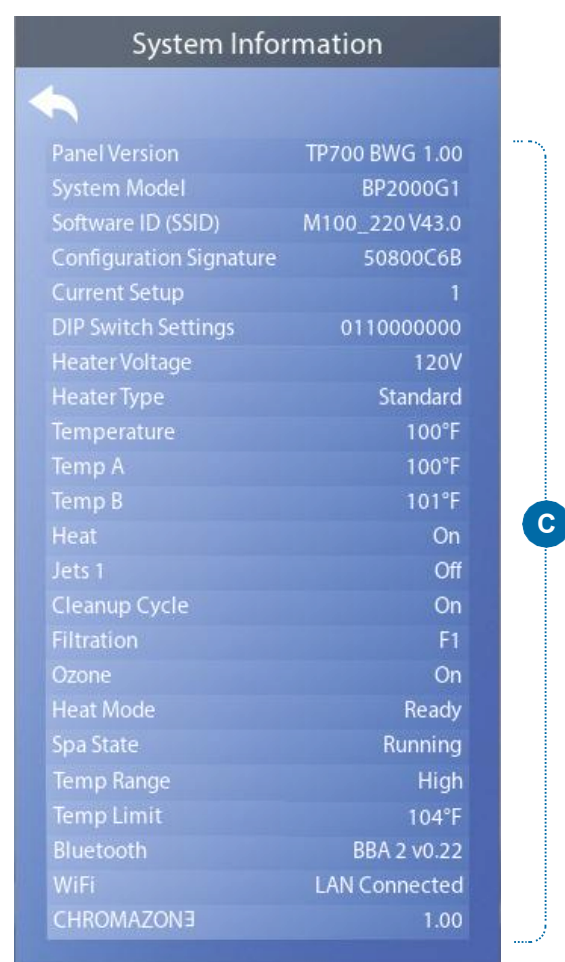 System Information
Panel Version TP700 BWG 1.00
System Model BP2000G1
Software ID (SSID) M100_220 V43.0
Configuration Signature 50800C6B
Current Setup 1
DIP Switch Settings 0110000000
Heater Voltage 120V
Heater Type Standard
Temperature 100°F
Temp A 100°F
Temp B 101°F
Heat On
Jets 1 Off
Cleanup Cycle On
Filtration F1
Ozone On
Heat Mode Ready
Spa State Running
Temp Range High
Temp Limit 104°F
Bluetooth BBA 2 v0.22
WiFi LAN Connected
CHROMAZONƎ 1.00
C